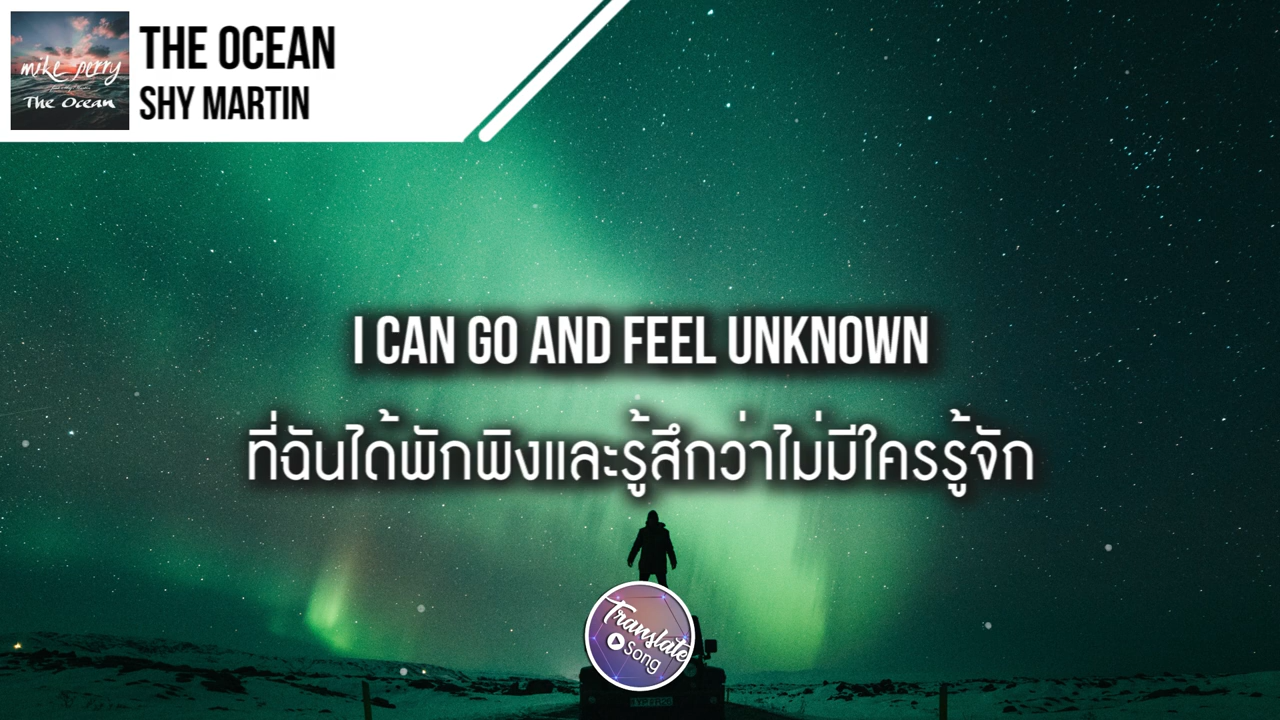 mike perry
The Ocean
THE OCEAN
SHY MARTIN
I CAN GO AND FEEL UNKNOWN
ที่ฉันได้พักพิงและรู้สึกว่าไม่มีใครรู้จัก
Translate
Song